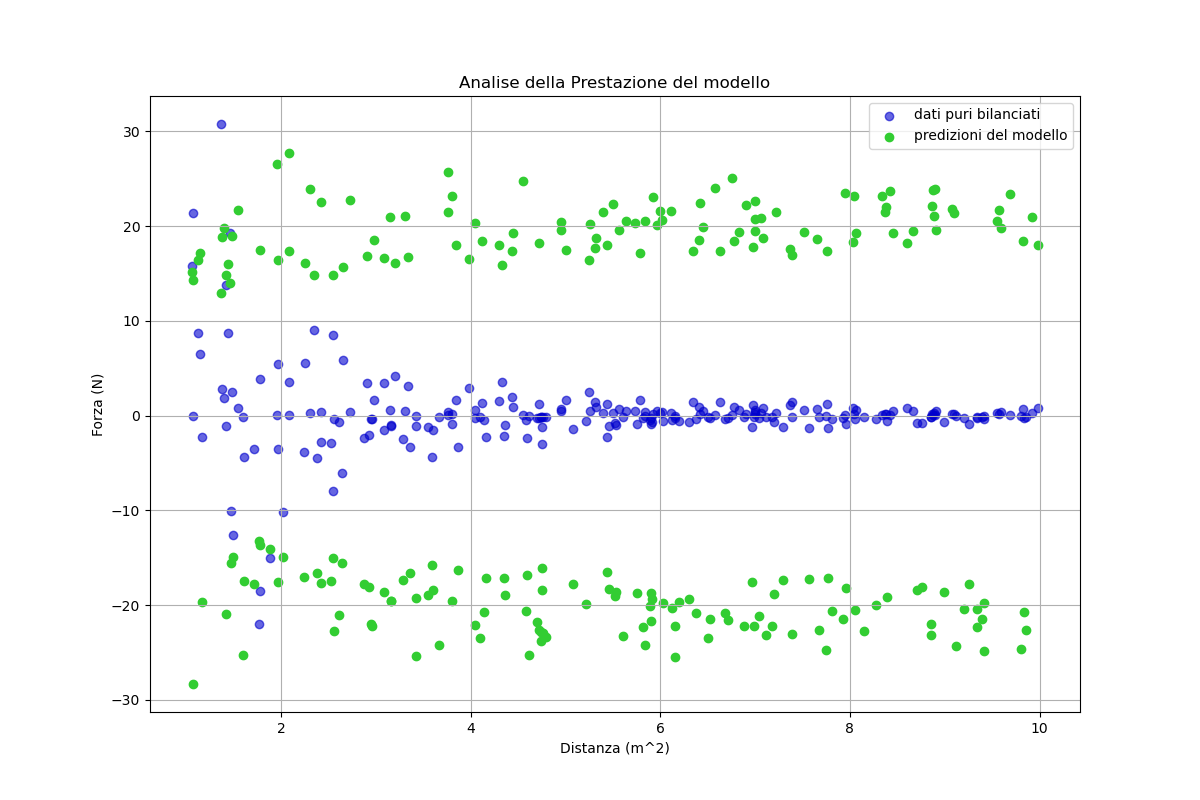 Analise della Prestazione del modello
dati puri bilanciati
predizioni del modello
30
20
10
0
−10
−20
−30
Forza (N)
2
4
6
8
10
Distanza (m^2)